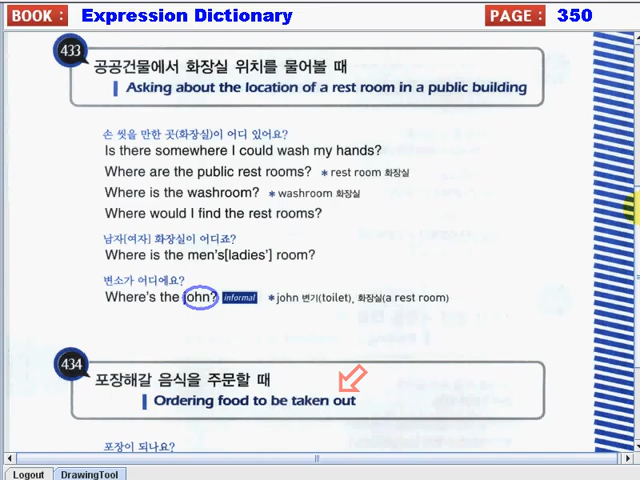 BOOK : Expression Dictionary PAGE : 350
433
공공건물에서 화장실 위치를 물어볼 때
Asking about the location of a rest room in a public building
손 씻을 만한 곳(화장실)이 어디 있어요?
Is there somewhere I could wash my hands?
Where are the public rest rooms? * rest room 화장실
Where is the washroom? * washroom 화장실
Where would I find the rest rooms?
남자[여자] 화장실이 어디죠?
Where is the men's[ladies'] room?
변소가 어디에요?
Where's the john? informal * john 변기(toilet), 화장실(a rest room)
434
포장해갈 음식을 주문할 때
Ordering food to be taken out
포장이 되나요?
Logout DrawingTool